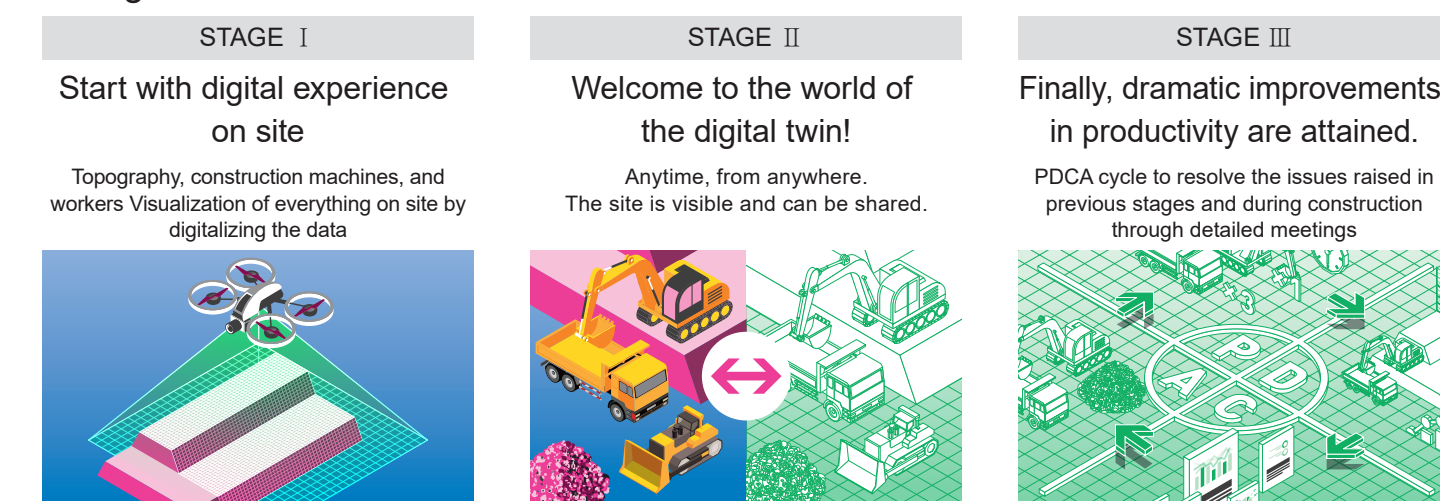 STAGE Ⅰ
Start with digital experience
on site
Topography, construction machines, and
workers Visualization of everything on site by
digitalizing the data
STAGE Ⅱ
Welcome to the world of
the digital twin!
Anytime, from anywhere.
The site is visible and can be shared.
STAGE Ⅲ
Finally, dramatic improvements
in productivity are attained.
PDCA cycle to resolve the issues raised in
previous stages and during construction
through detailed meetings
P
D
C
A